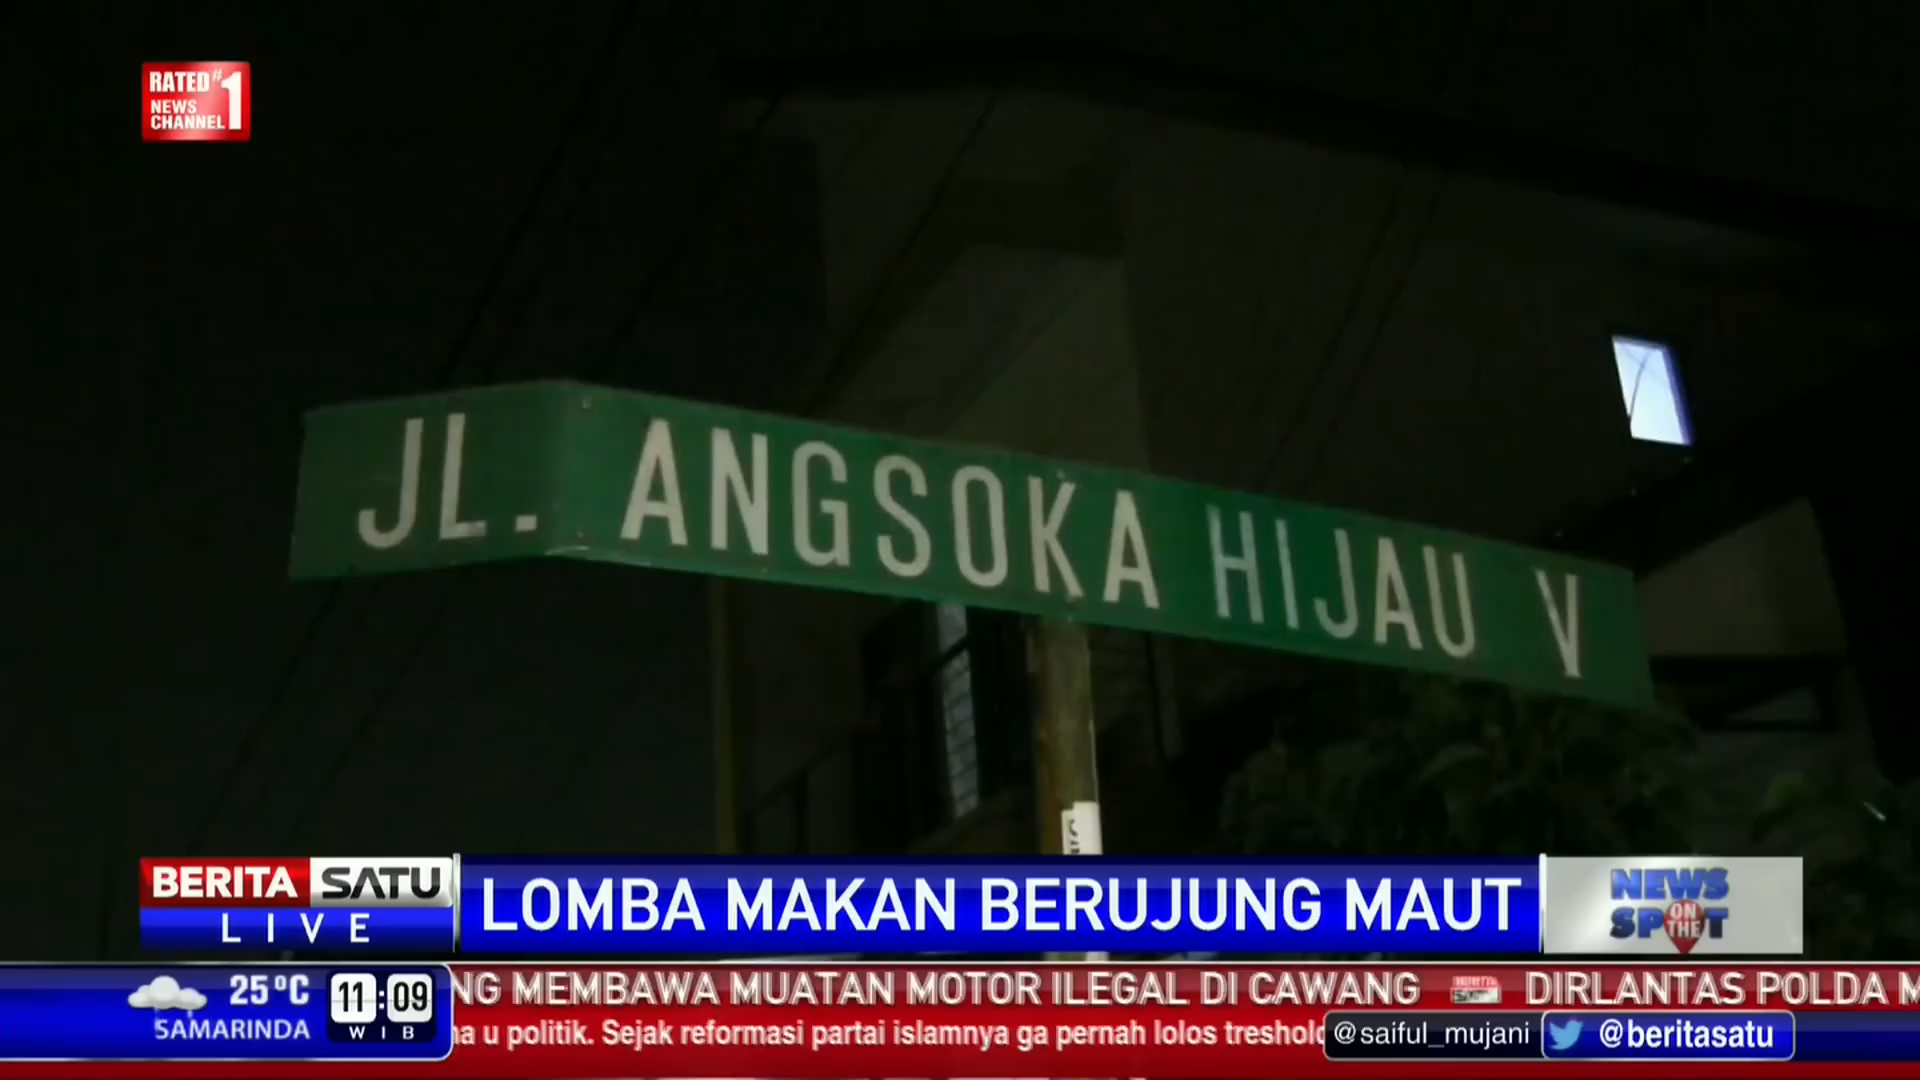 RATED #1
NEWS
CHANNEL
JL. ANGSOKA HIJAU V
BERITA SATU
LIVE
LOMBA MAKAN BERUJUNG MAUT
NEWS
ON
SPOT
THE
25°C
SAMARINDA
11:09
WIB
NG MEMBAWA MUATAN MOTOR ILEGAL DI CAWANG
DIRLANTAS POLDA M
na u politik. Sejak reformasi partai islamnya ga pernah lolos treshold
@saiful_mujani
@beritasatu